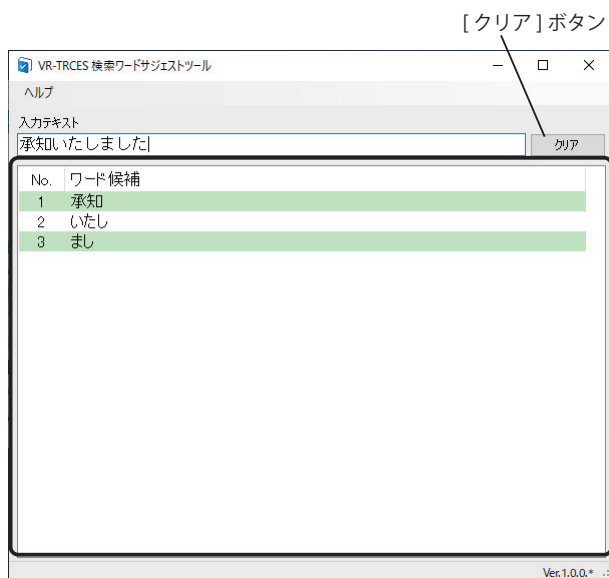 [ クリア ] ボタン
VR-TRCES 検索ワードサジェストツール
ヘルプ
入力テキスト
承知いたしました
クリア
No. ワード候補
1 承知
2 いたし
3 まし
Ver.1.0.0.*